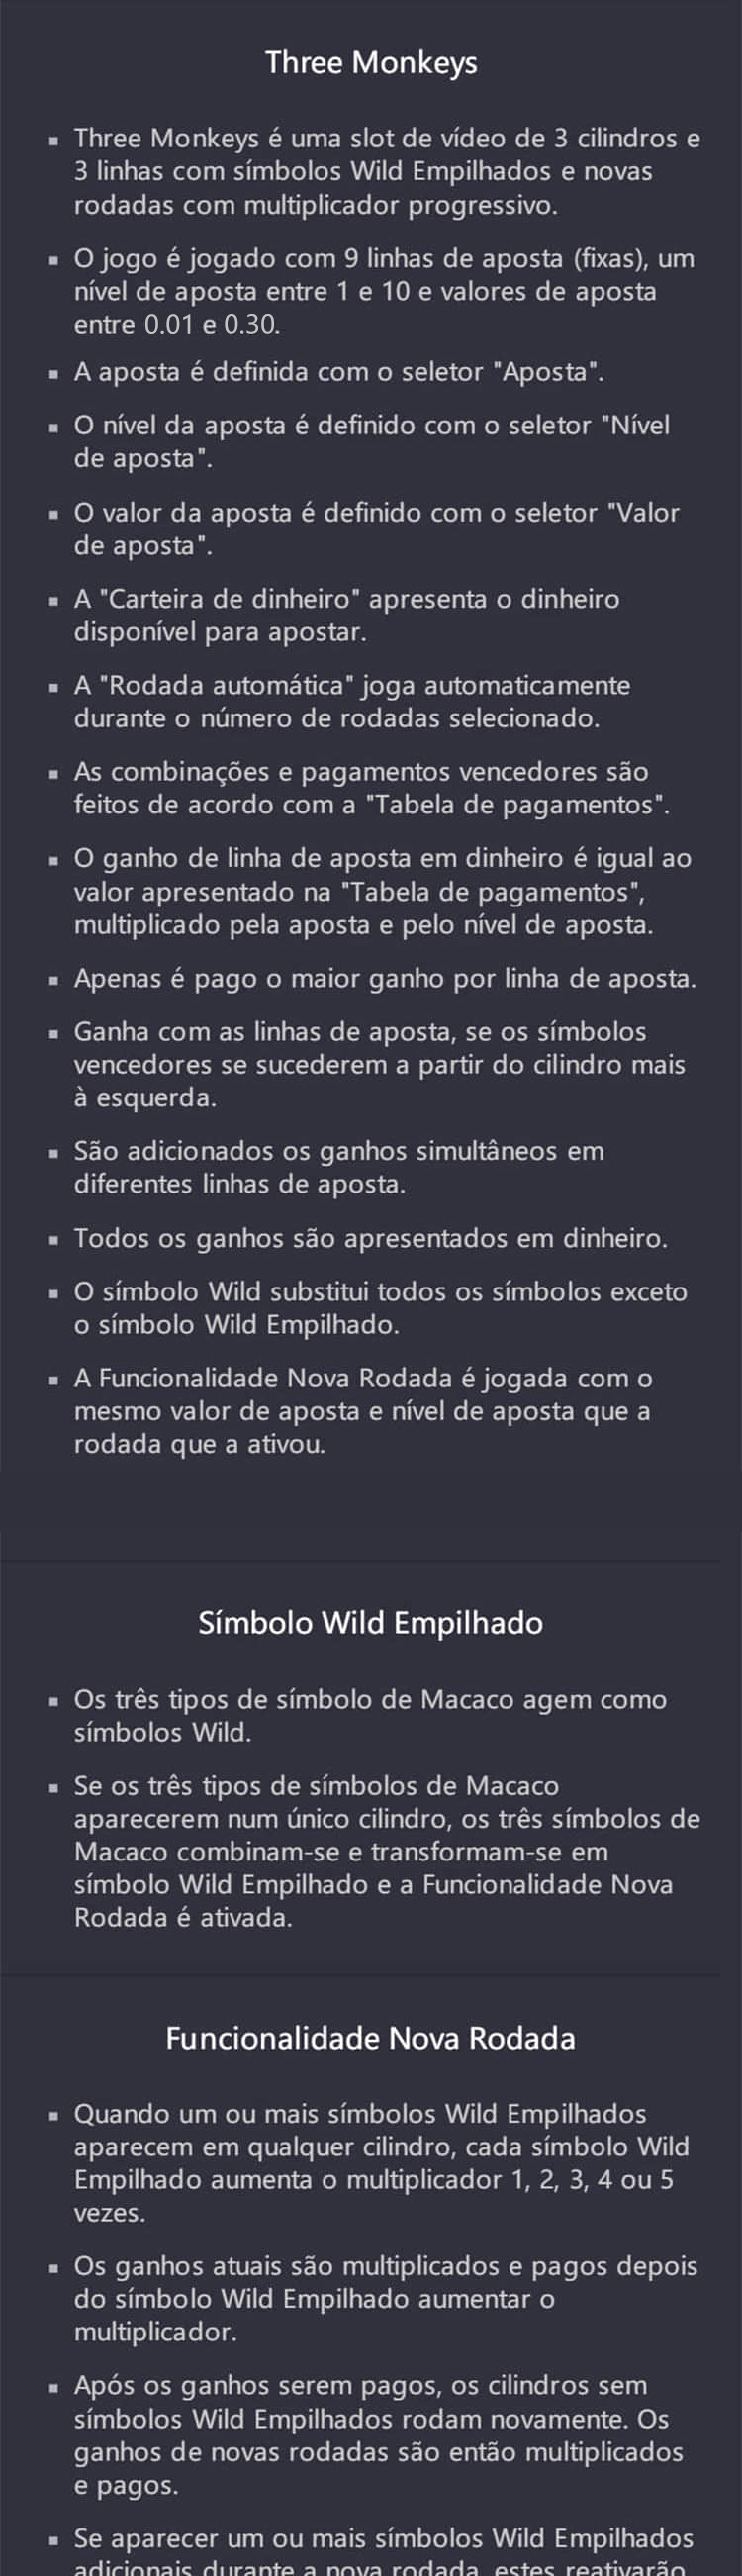 Three Monkeys
▪ Three Monkeys é uma slot de vídeo de 3 cilindros e
3 linhas com símbolos Wild Empilhados e novas
rodadas com multiplicador progressivo.
▪ O jogo é jogado com 9 linhas de aposta (fixas), um
nível de aposta entre 1 e 10 e valores de aposta
entre 0.01 e 0.30.
▪ A aposta é definida com o seletor "Aposta".
▪ O nível da aposta é definido com o seletor "Nível
de aposta".
▪ O valor da aposta é definido com o seletor "Valor
de aposta".
▪ A "Carteira de dinheiro" apresenta o dinheiro
disponível para apostar.
▪ A "Rodada automática" joga automaticamente
durante o número de rodadas selecionado.
▪ As combinações e pagamentos vencedores são
feitos de acordo com a "Tabela de pagamentos".
▪ O ganho de linha de aposta em dinheiro é igual ao
valor apresentado na "Tabela de pagamentos",
multiplicado pela aposta e pelo nível de aposta.
▪ Apenas é pago o maior ganho por linha de aposta.
▪ Ganha com as linhas de aposta, se os símbolos
vencedores se sucederem a partir do cilindro mais
à esquerda.
▪ São adicionados os ganhos simultâneos em
diferentes linhas de aposta.
▪ Todos os ganhos são apresentados em dinheiro.
▪ O símbolo Wild substitui todos os símbolos exceto
o símbolo Wild Empilhado.
▪ A Funcionalidade Nova Rodada é jogada com o
mesmo valor de aposta e nível de aposta que a
rodada que a ativou.
Símbolo Wild Empilhado
▪ Os três tipos de símbolo de Macaco agem como
símbolos Wild.
▪ Se os três tipos de símbolos de Macaco
aparecerem num único cilindro, os três símbolos de
Macaco combinam-se e transformam-se em
símbolo Wild Empilhado e a Funcionalidade Nova
Rodada é ativada.
Funcionalidade Nova Rodada
▪ Quando um ou mais símbolos Wild Empilhados
aparecem em qualquer cilindro, cada símbolo Wild
Empilhado aumenta o multiplicador 1, 2, 3, 4 ou 5
vezes.
▪ Os ganhos atuais são multiplicados e pagos depois
do símbolo Wild Empilhado aumentar o
multiplicador.
▪ Após os ganhos serem pagos, os cilindros sem
símbolos Wild Empilhados rodam novamente. Os
ganhos de novas rodadas são então multiplicados
e pagos.
▪ Se aparecer um ou mais símbolos Wild Empilhados
adicionais durante a nova rodada, estes reativarão